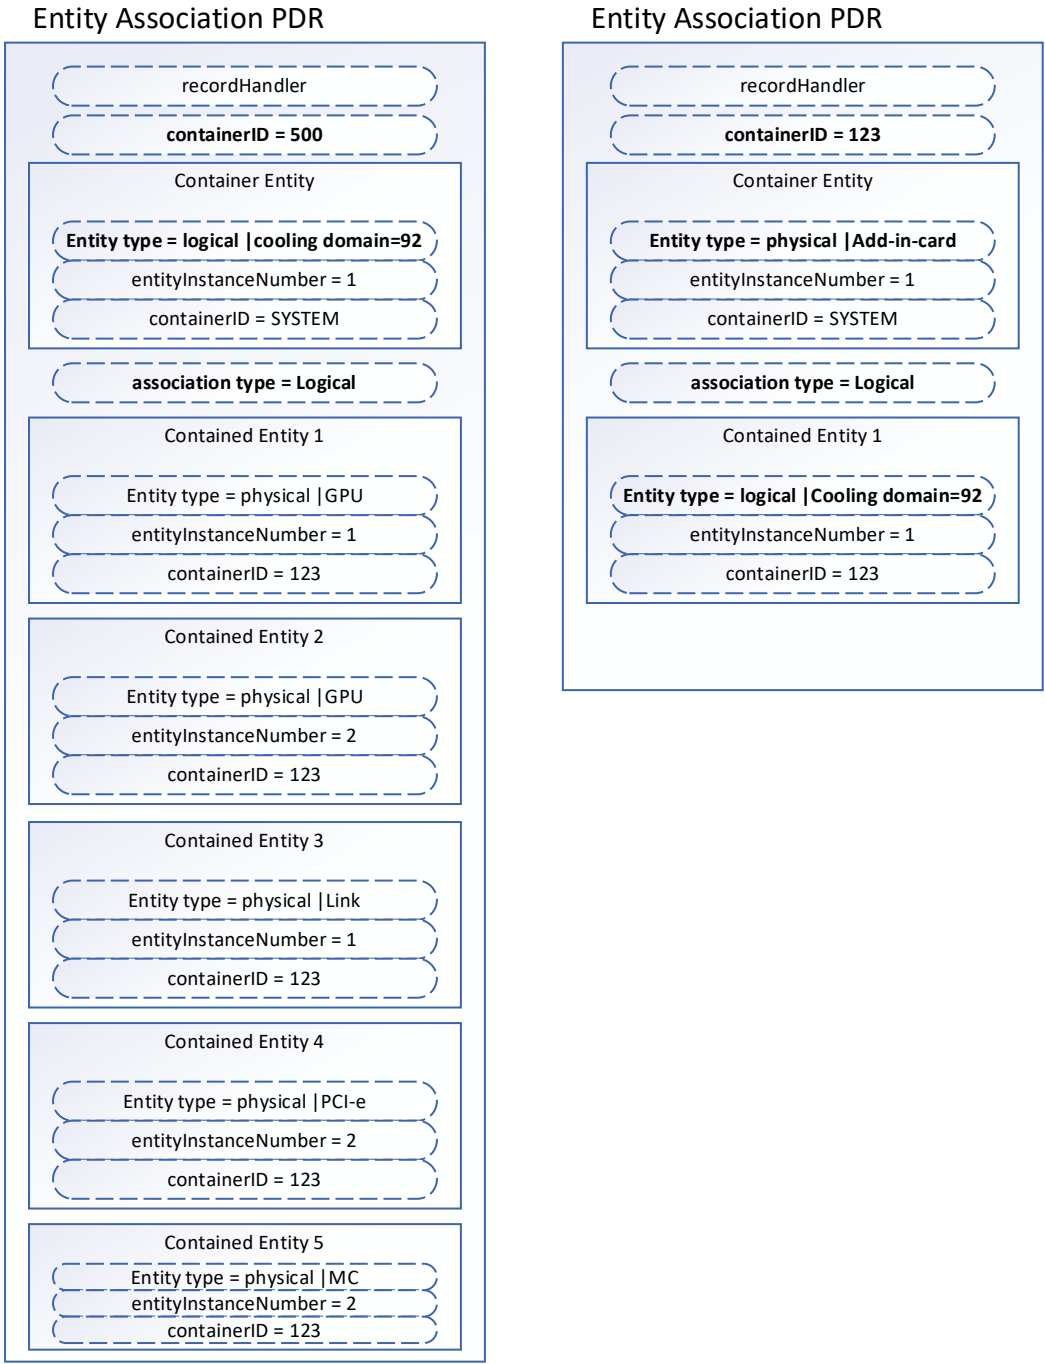 Entity Association PDR
recordHandler
containerID = 500
Container Entity
Entity type = logical |cooling domain=92
entityInstanceNumber = 1
containerID = SYSTEM
association type = Logical
Contained Entity 1
Entity type = physical |GPU
entityInstanceNumber = 1
containerID = 123
Contained Entity 2
Entity type = physical |GPU
entityInstanceNumber = 2
containerID = 123
Contained Entity 3
Entity type = physical |Link
entityInstanceNumber = 1
containerID = 123
Contained Entity 4
Entity type = physical |PCI-e
entityInstanceNumber = 2
containerID = 123
Contained Entity 5
Entity type = physical |MC
entityInstanceNumber = 2
containerID = 123
Entity Association PDR
recordHandler
containerID = 123
Container Entity
Entity type = physical |Add-in-card
entityInstanceNumber = 1
containerID = SYSTEM
association type = Logical
Contained Entity 1
Entity type = logical |Cooling domain=92
entityInstanceNumber = 1
containerID = 123